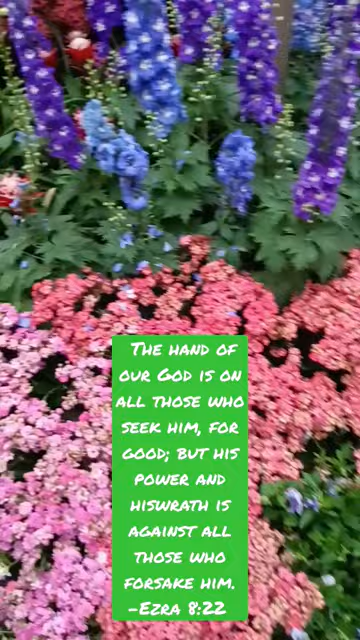 The hand of
our God is on
all those who
seek him, for
good; but his
power and
hiswrath is
against all
those who
forsake him.
-Ezra 8:22